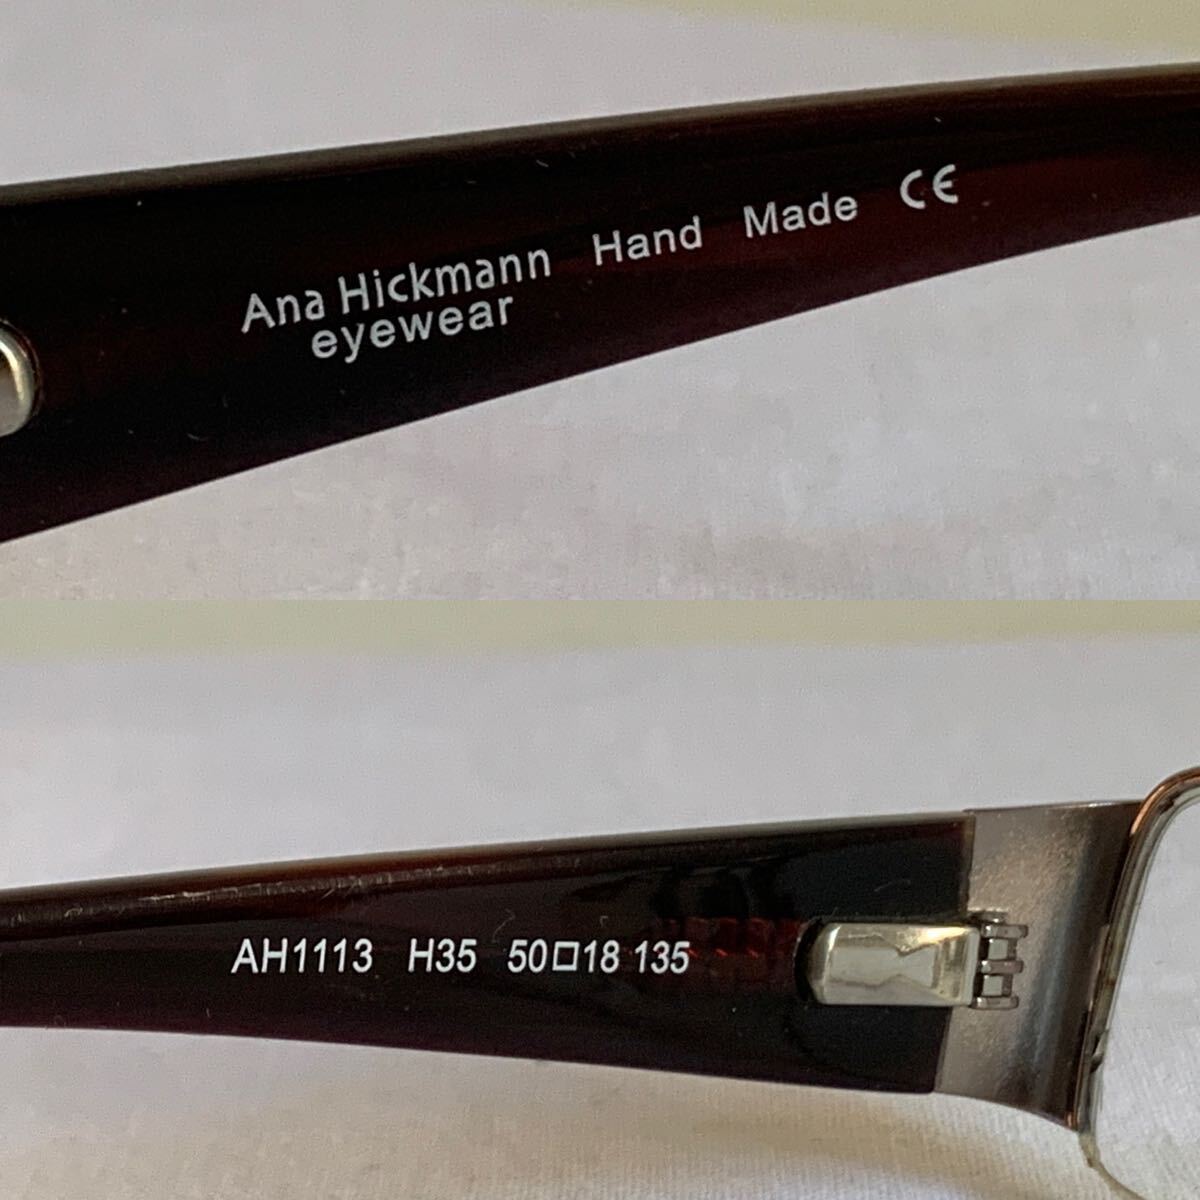 Ana Hickmann Hand Made CE
eyewear
AH1113 H35 50□18 135